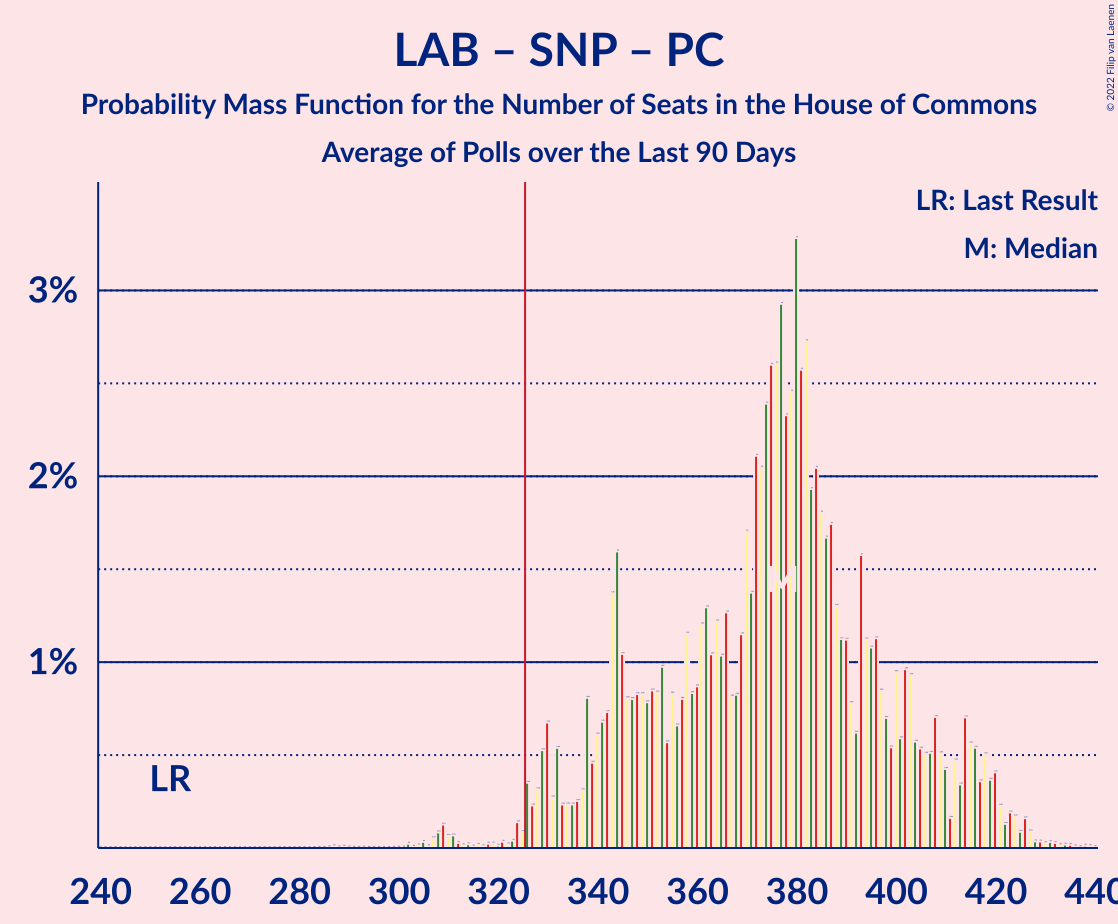 LAB – SNP – PC
Probability Mass Function for the Number of Seats in the House of Commons
Average of Polls over the Last 90 Days
© 2022 Filip van Laenen
LR: Last Result
M: Median
3%
2%
1%
M
LR
240 260 280 300 320 340 360 380 400 420 440